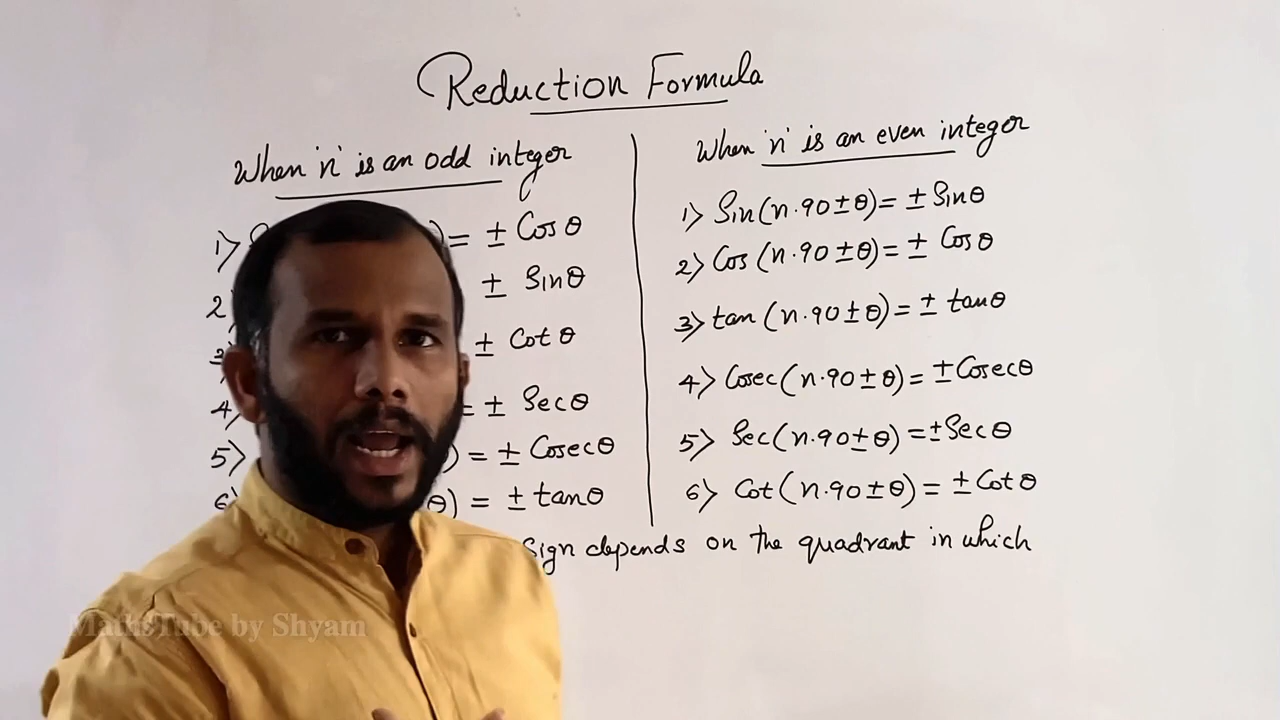 Reduction Formula
When 'n' is an odd integer
1) = ± Cosθ
2) ± Sinθ
3) ± Cotθ
4) = ± Secθ
5) ) = ± Cosecθ
6) θ) = ± tanθ
When 'n' is an even integer
1) Sin(n·90±θ) = ± Sinθ
2) Cos(n·90±θ) = ± Cosθ
3) tan(n·90±θ) = ± tanθ
4) Cosec(n·90±θ) = ±Cosecθ
5) Sec(n·90±θ) = ±Secθ
6) Cot(n·90±θ) = ±Cotθ
Sign depends on the quadrant in which
MathsTube by Shyam